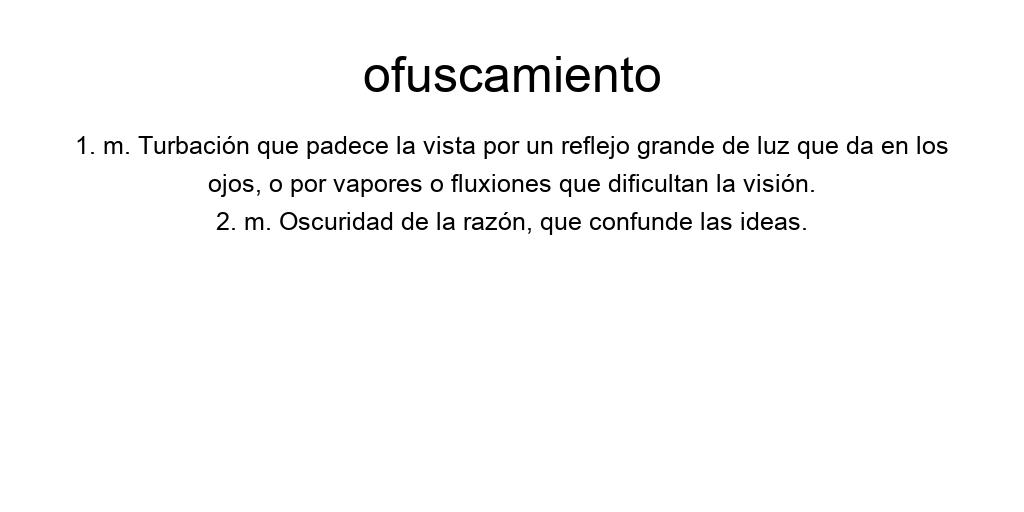 ofuscamiento
1. m. Turbación que padece la vista por un reflejo grande de luz que da en los
ojos, o por vapores o fluxiones que dificultan la visión.
2. m. Oscuridad de la razón, que confunde las ideas.